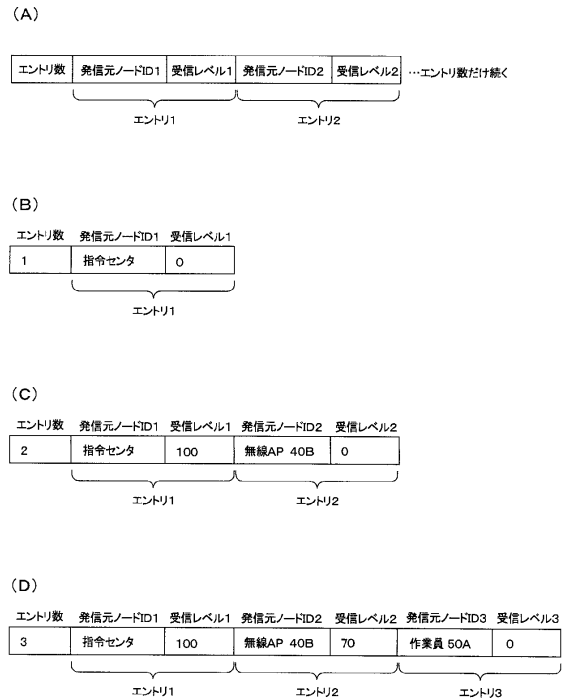 (A)
エントリ数 発信元ノードID1 受信レベル1 発信元ノードID2 受信レベル2 …エントリ数だけ続く
エントリ1 エントリ2
(B)
エントリ数 発信元ノードID1 受信レベル1
1 指令センタ 0
エントリ1
(C)
エントリ数 発信元ノードID1 受信レベル1 発信元ノードID2 受信レベル2
2 指令センタ 100 無線AP 40B 0
エントリ1 エントリ2
(D)
エントリ数 発信元ノードID1 受信レベル1 発信元ノードID2 受信レベル2 発信元ノードID3 受信レベル3
3 指令センタ 100 無線AP 40B 70 作業員 50A 0
エントリ1 エントリ2 エントリ3